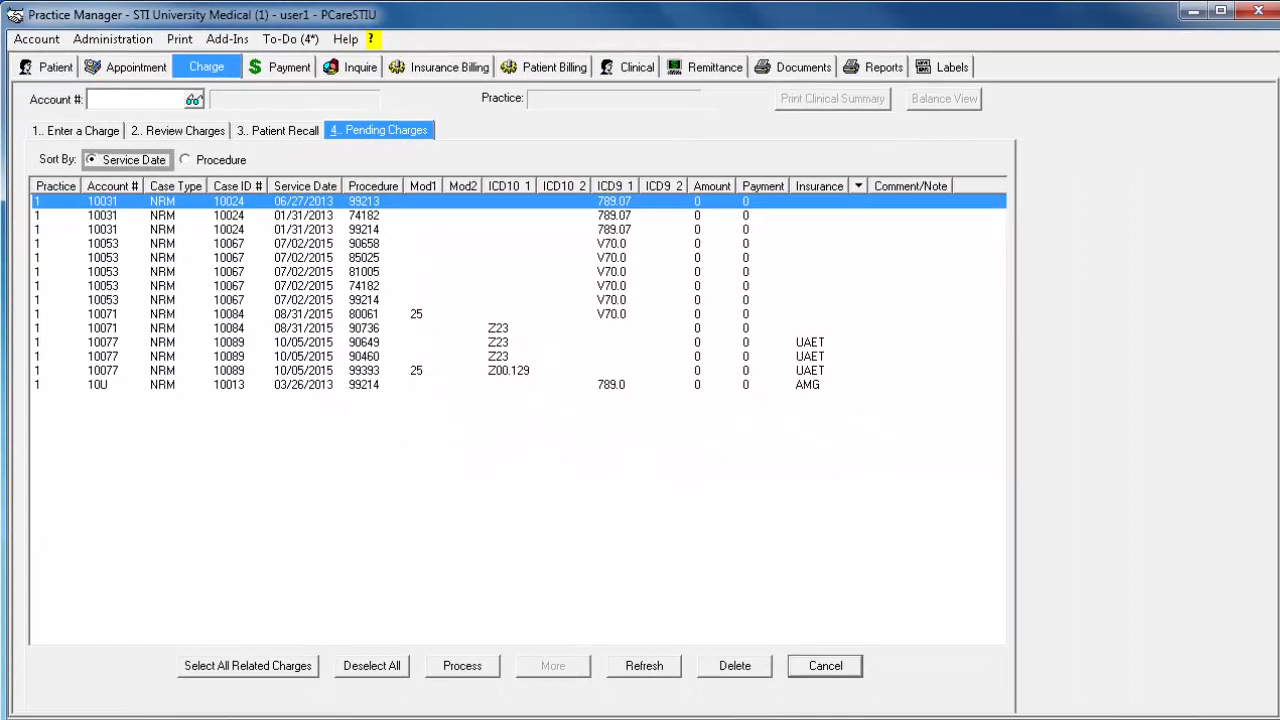 Practice Manager - STI University Medical (1) - user1 - PCareSTIU
Account Administration Print Add-Ins To-Do (4*) Help ?
Patient Appointment Charge Payment Inquire Insurance Billing Patient Billing Clinical Remittance Documents Reports Labels
Account #: Practice: Print Clinical Summary Balance View
1.. Enter a Charge 2.. Review Charges 3.. Patient Recall 4.. Pending Charges
Sort By: Service Date Procedure
Practice Account # Case Type Case ID # Service Date Procedure Mod1 Mod2 ICD10_1 ICD10_2 ICD9_1 ICD9_2 Amount Payment Insurance Comment/Note
1 10031 NRM 10024 06/27/2013 99213 789.07 0 0
1 10031 NRM 10024 01/31/2013 74182 789.07 0 0
1 10031 NRM 10024 01/31/2013 99214 789.07 0 0
1 10053 NRM 10067 07/02/2015 90658 V70.0 0 0
1 10053 NRM 10067 07/02/2015 85025 V70.0 0 0
1 10053 NRM 10067 07/02/2015 81005 V70.0 0 0
1 10053 NRM 10067 07/02/2015 74182 V70.0 0 0
1 10053 NRM 10067 07/02/2015 99214 V70.0 0 0
1 10071 NRM 10084 08/31/2015 80061 25 V70.0 0 0
1 10071 NRM 10084 08/31/2015 90736 Z23 0 0
1 10077 NRM 10089 10/05/2015 90649 Z23 0 0 UAET
1 10077 NRM 10089 10/05/2015 90460 Z23 0 0 UAET
1 10077 NRM 10089 10/05/2015 99393 25 Z00.129 0 0 UAET
1 10U NRM 10013 03/26/2013 99214 789.0 0 0 AMG
Select All Related Charges Deselect All Process More Refresh Delete Cancel